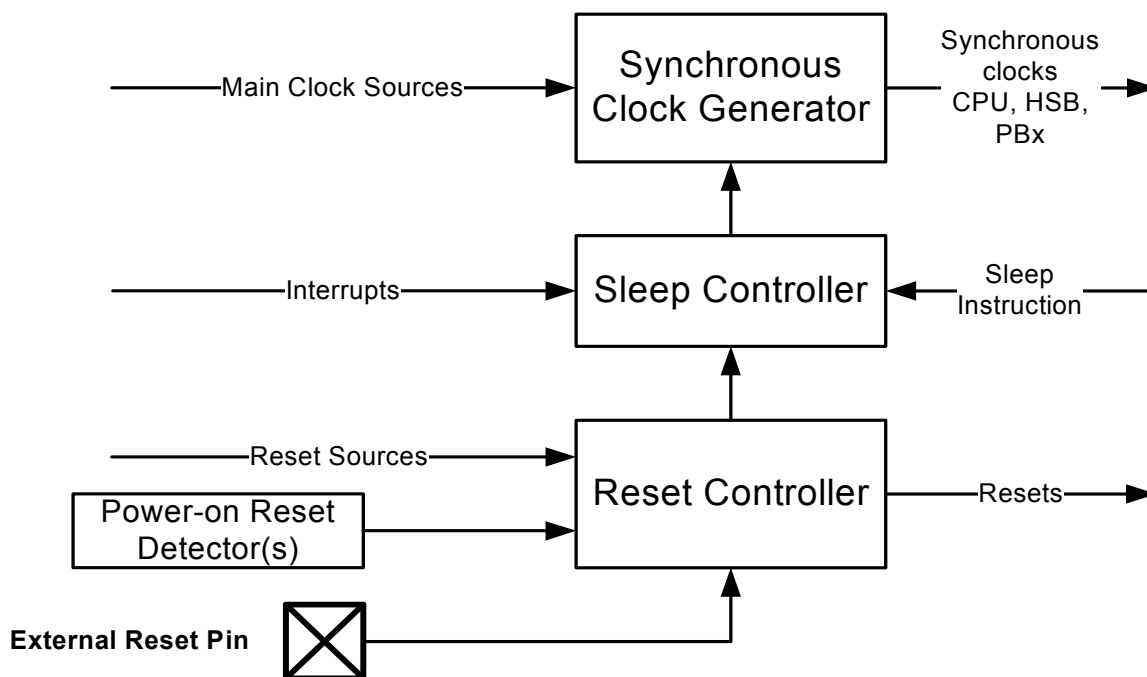 Main Clock Sources
Synchronous
Clock Generator
Synchronous
clocks
CPU, HSB,
PBx
Interrupts
Sleep Controller
Sleep
Instruction
Reset Sources
Reset Controller
Resets
Power-on Reset
Detector(s)
External Reset Pin